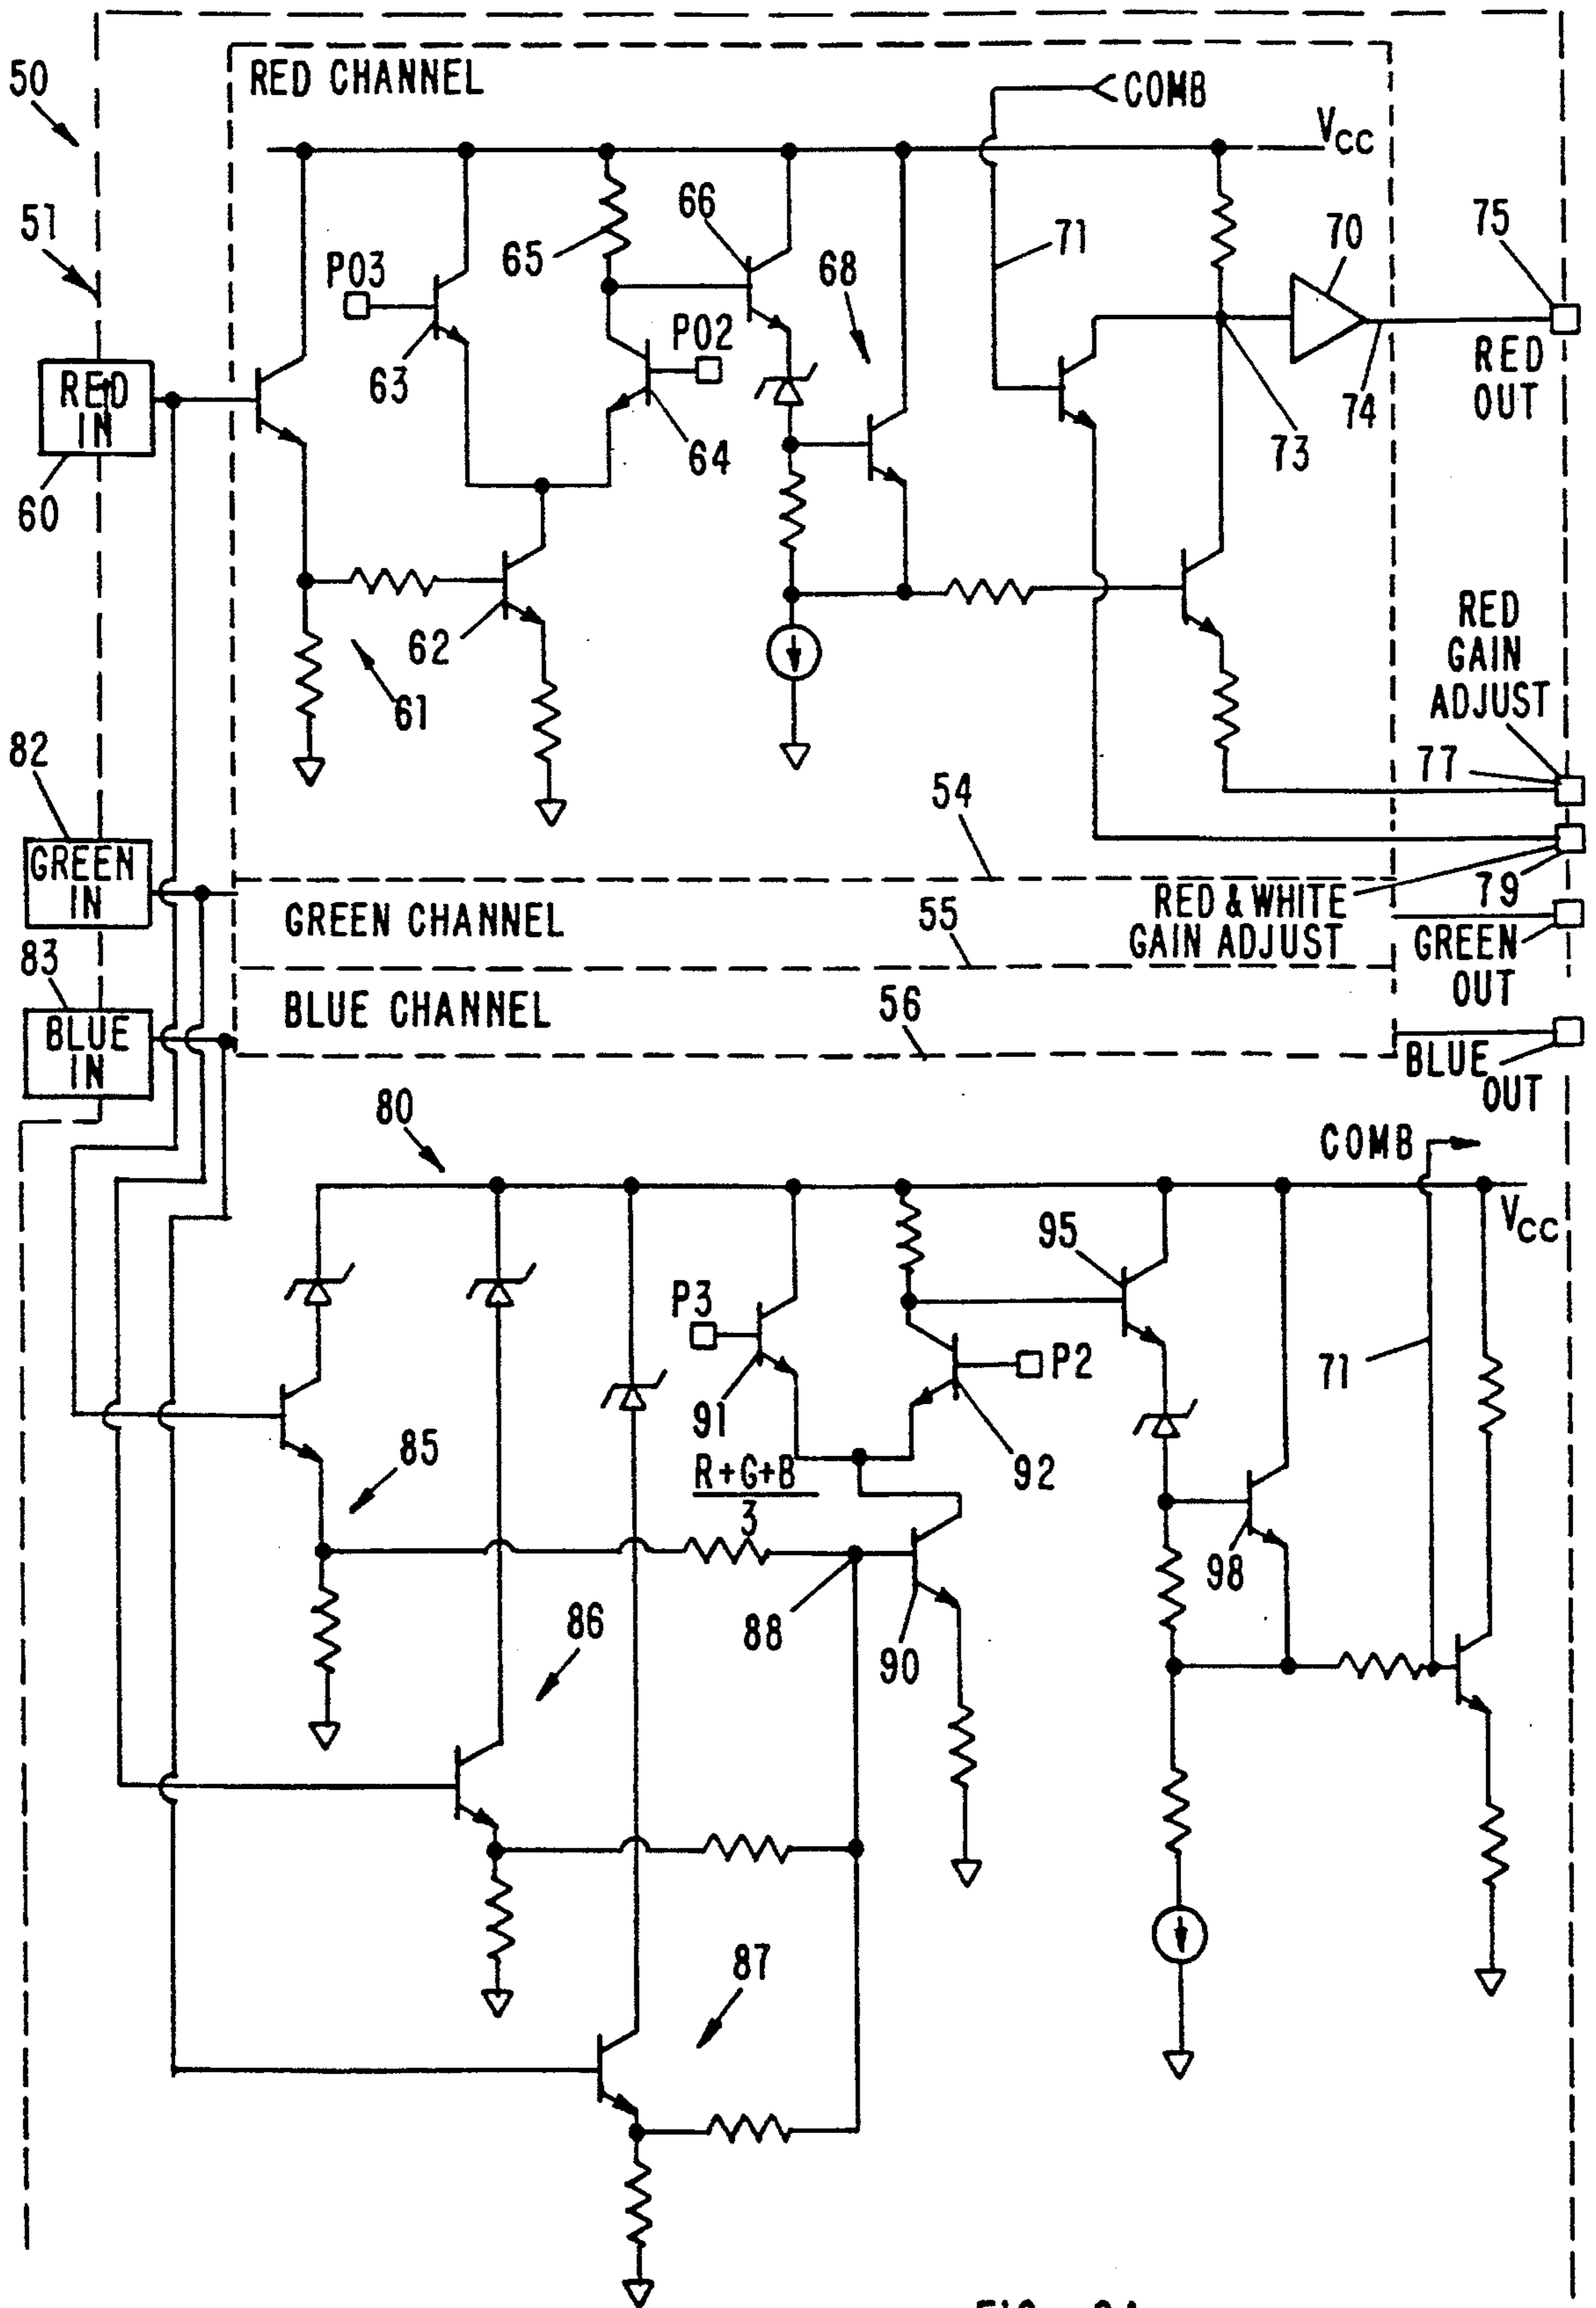 50
RED CHANNEL
COMB
VCC
51
66
71
70
75
65
68
P03
P02
63
64
RED
IN
60
73
74
RED
OUT
62
61
RED
GAIN
ADJUST
77
82
54
GREEN
IN
GREEN CHANNEL
55
RED & WHITE
GAIN ADJUST
79
GREEN
OUT
83
BLUE
IN
BLUE CHANNEL
56
BLUE
OUT
80
COMB
VCC
95
P3
P2
71
91
92
85
R+G+B
3
88
90
98
86
87